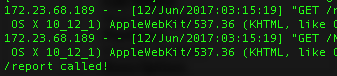 172.23.68.189 - - [12/Jun/2017:03:15:19] "GET /r
OS X 10_12_1) AppleWebKit/537.36 (KHTML, like G
172.23.68.189 - - [12/Jun/2017:03:15:19] "GET /
OS X 10_12_1) AppleWebKit/537.36 (KHTML, like G
/report called!